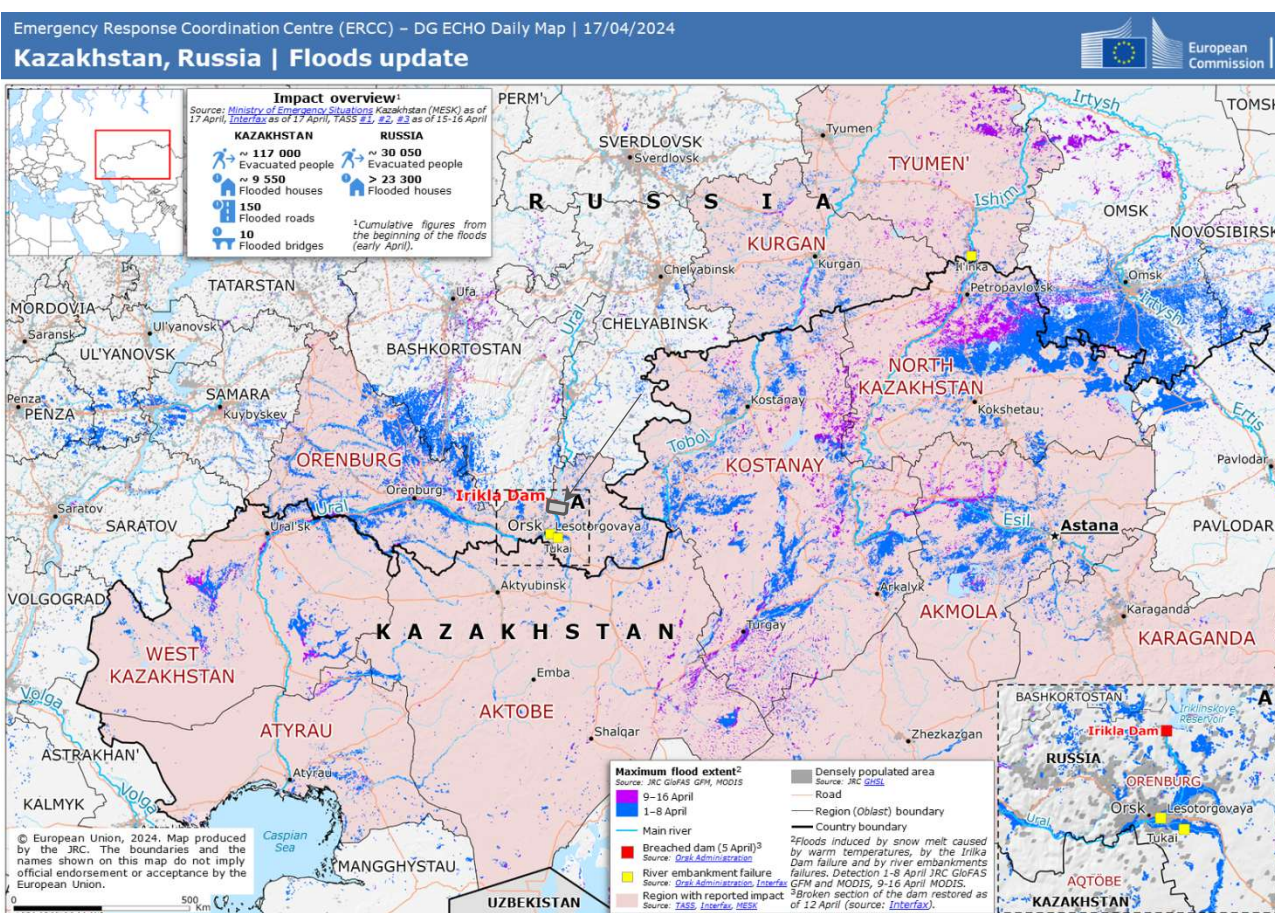 Emergency Response Coordination Centre (ERCC) – DG ECHO Daily Map | 17/04/2024
Kazakhstan, Russia | Floods update
European
Commission
Impact overview1
Source: Ministry of Emergency Situations Kazakhstan (MESK) as of
17 April, Interfax as of 17 April, TASS #1, #2, #3 as of 15-16 April
KAZAKHSTAN
RUSSIA
~ 117 000
Evacuated people
~ 30 050
Evacuated people
~ 9 550
Flooded houses
> 23 300
Flooded houses
150
Flooded roads
10
Flooded bridges
1Cumulative figures from
the beginning of the floods
(early April).
PERM'
SVERDLOVSK
Sverdlovsk
Tyumen
TYUMEN'
Irtysh
TOMSK
RUSSIA
Ishim
OMSK
NOVOSIBIRSK
KURGAN
Kurgan
Il'inka
Petropavlovsk
Omsk
Irtysh
Chelyabinsk
CHELYABINSK
TATARSTAN
Ufa
Ural
MORDOVIA
Saransk
Ul'yanovsk
UL'YANOVSK
BASHKORTOSTAN
NORTH
KAZAKHSTAN
Kokshetau
Kostanay
SAMARA
Kuybyskev
Penza
PENZA
Ertis
Tobol
KOSTANAY
ORENBURG
Orenburg
Irikla Dam
A
Pavlodar
Saratov
SARATOV
Ural
Ural'sk
Orsk
Lesotorgovaya
Tukai
Esil
Astana
PAVLODAR
VOLGOGRAD
Aktyubinsk
Arkalyk
AKMOLA
Karaganda
KARAGANDA
KAZAKHSTAN
Turgay
WEST
KAZAKHSTAN
Emba
AKTOBE
Volga
ATYRAU
Shalqar
Zhezkazgan
ASTRAKHAN'
Atyrau
Volga
KALMYK
Caspian
Sea
MANGGHYSTAU
UZBEKISTAN
© European Union, 2024. Map produced
by the JRC. The boundaries and the
names shown on this map do not imply
official endorsement or acceptance by the
European Union.
0
500
Km
Maximum flood extent2
Source: JRC GloFAS GFM, MODIS
9–16 April
1–8 April
Main river
Breached dam (5 April)3
Source: Orsk Administration
River embankment failure
Source: Orsk Administration, Interfax
Region with reported impact
Source: TASS, Interfax, MESK
Densely populated area
Source: JRC GHSL
Road
Region (Oblast) boundary
Country boundary
2Floods induced by snow melt caused
by warm temperatures, by the Irilka
Dam failure and by river embankments
failures. Detection 1-8 April JRC GloFAS
GFM and MODIS, 9-16 April MODIS.
3Broken section of the dam restored as
of 12 April (source: Interfax).
BASHKORTOSTAN
A
Iriklinskoye
Reservoir
Irikla Dam
RUSSIA
ORENBURG
Orsk
Lesotorgovaya
Ural
Tukai
AQTÖBE
KAZAKHSTAN